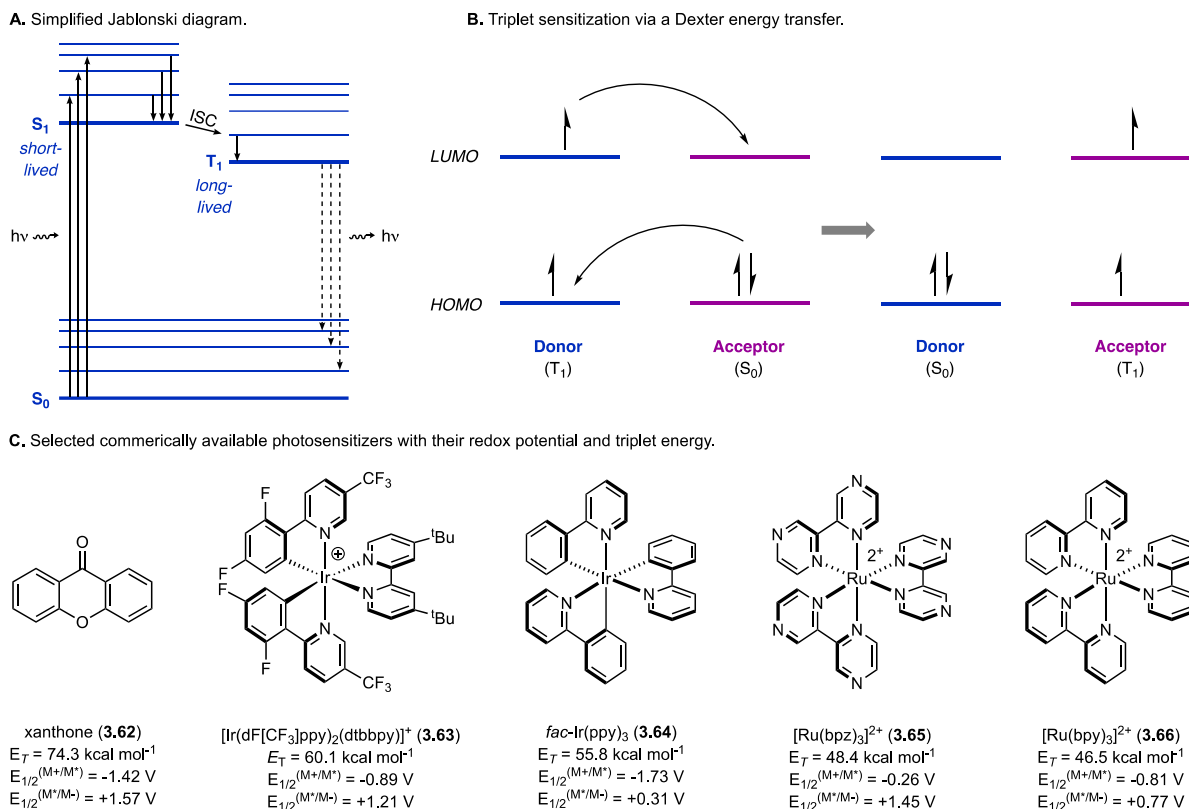 A. Simplified Jablonski diagram.
B. Triplet sensitization via a Dexter energy transfer.
S₁
short-
lived
ISC
T₁
long-
lived
hν
hν
S₀
LUMO
HOMO
Donor
(T₁)
Acceptor
(S₀)
Donor
(S₀)
Acceptor
(T₁)
C. Selected commerically available photosensitizers with their redox potential and triplet energy.
O
O
F
CF₃
N
F
F
Ir
⊕
N
N
ᵗBu
ᵗBu
N
F
CF₃
N
Ir
N
N
N
N
N
2+
N
N
Ru
N
N
N
N
N
N
N
N
2+
N
Ru
N
N
N
N
xanthone (3.62)
E_T = 74.3 kcal mol⁻¹
E₁/₂^(M+/M*) = -1.42 V
E₁/₂^(M*/M-) = +1.57 V
[Ir(dF[CF₃]ppy)₂(dtbbpy)]⁺ (3.63)
E_T = 60.1 kcal mol⁻¹
E₁/₂^(M+/M*) = -0.89 V
E₁/₂^(M*/M-) = +1.21 V
fac-Ir(ppy)₃ (3.64)
E_T = 55.8 kcal mol⁻¹
E₁/₂^(M+/M*) = -1.73 V
E₁/₂^(M*/M-) = +0.31 V
[Ru(bpz)₃]²⁺ (3.65)
E_T = 48.4 kcal mol⁻¹
E₁/₂^(M+/M*) = -0.26 V
E₁/₂^(M*/M-) = +1.45 V
[Ru(bpy)₃]²⁺ (3.66)
E_T = 46.5 kcal mol⁻¹
E₁/₂^(M+/M*) = -0.81 V
E₁/₂^(M*/M-) = +0.77 V